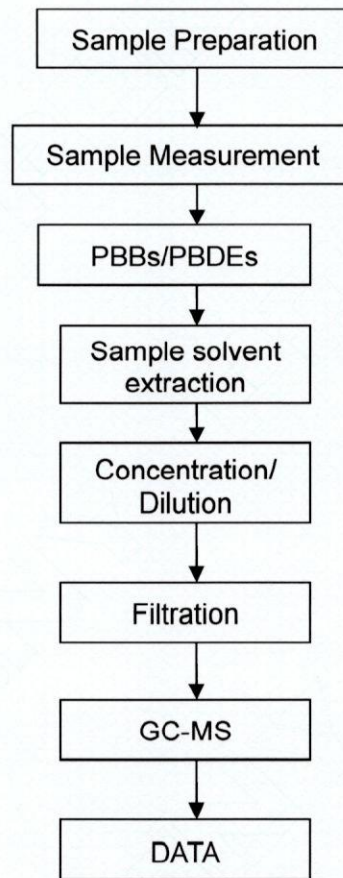 Sample Preparation
Sample Measurement
PBBs/PBDEs
Sample solvent
extraction
Concentration/
Dilution
Filtration
GC-MS
DATA